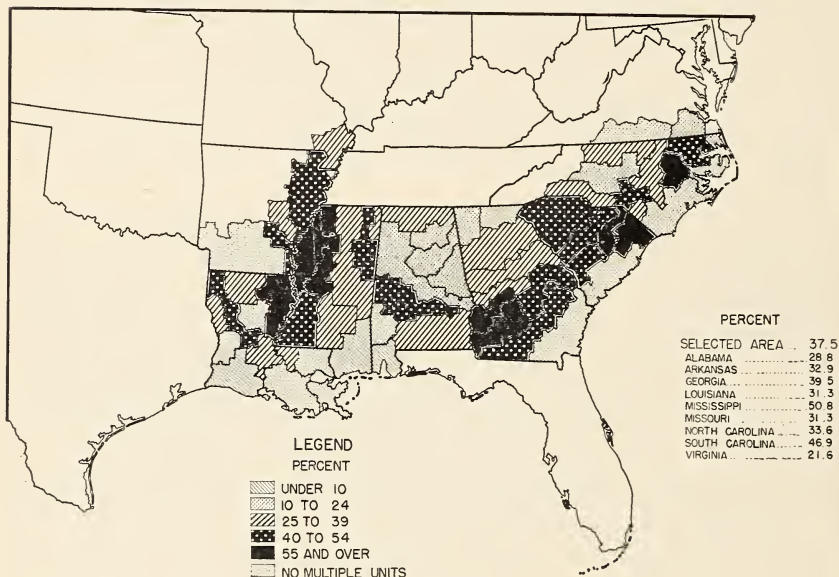 LEGEND
PERCENT
UNDER 10
10 TO 24
25 TO 39
40 TO 54
55 AND OVER
NO MULTIPLE UNITS
PERCENT
SELECTED AREA .. 37.5
ALABAMA ............ 28 8
ARKANSAS ............ 32.9
GEORGIA ............ 39 5
LOUISIANA ............ 31.3
MISSISSIPPI ............ 50.8
MISSOURI ............ 31.3
NORTH CAROLINA .... 33.6
SOUTH CAROLINA ...... 46.9
VIRGINIA ............ 21.6